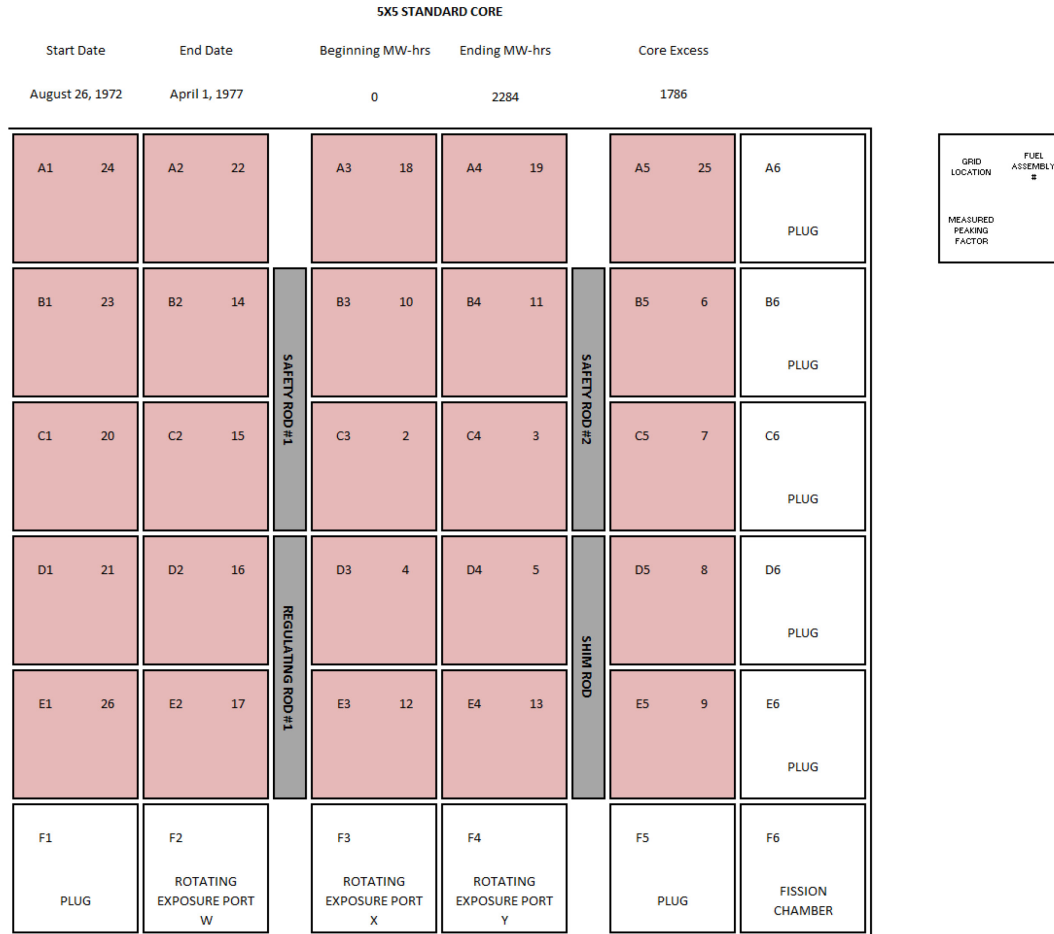 5X5 STANDARD CORE
Start Date End Date Beginning MW-hrs Ending MW-hrs Core Excess
August 26, 1972 April 1, 1977 0 2284 1786
A1 24 A2 22 A3 18 A4 19 A5 25 A6
PLUG
GRID LOCATION
FUEL ASSEMBLY #
MEASURED PEAKING FACTOR
B1 23 B2 14 B3 10 B4 11 B5 6 B6
PLUG
SAFETY ROD #1
SAFETY ROD #2
C1 20 C2 15 C3 2 C4 3 C5 7 C6
PLUG
D1 21 D2 16 D3 4 D4 5 D5 8 D6
PLUG
REGULATING ROD #1
SHIM ROD
E1 26 E2 17 E3 12 E4 13 E5 9 E6
PLUG
F1 F2 F3 F4 F5 F6
PLUG
ROTATING
EXPOSURE PORT
W
ROTATING
EXPOSURE PORT
X
ROTATING
EXPOSURE PORT
Y
PLUG
FISSION
CHAMBER